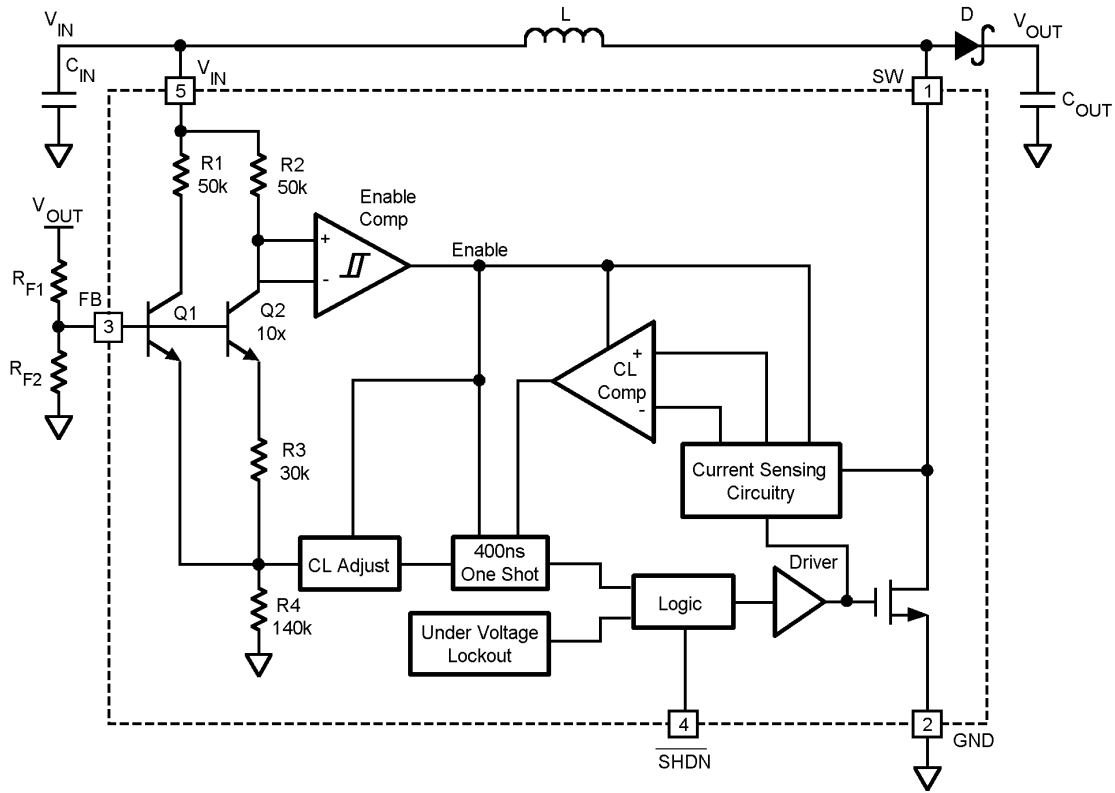 VIN
L
D
VOUT
CIN
VIN
SW
5
1
COUT
R1
50k
R2
50k
Enable
Comp
VOUT
+
-
Enable
RF1
FB
3
Q1
Q2
10x
RF2
+
CL
Comp
-
R3
30k
Current Sensing
Circuitry
CL Adjust
400ns
One Shot
Driver
R4
140k
Logic
Under Voltage
Lockout
4
2
SHDN
GND